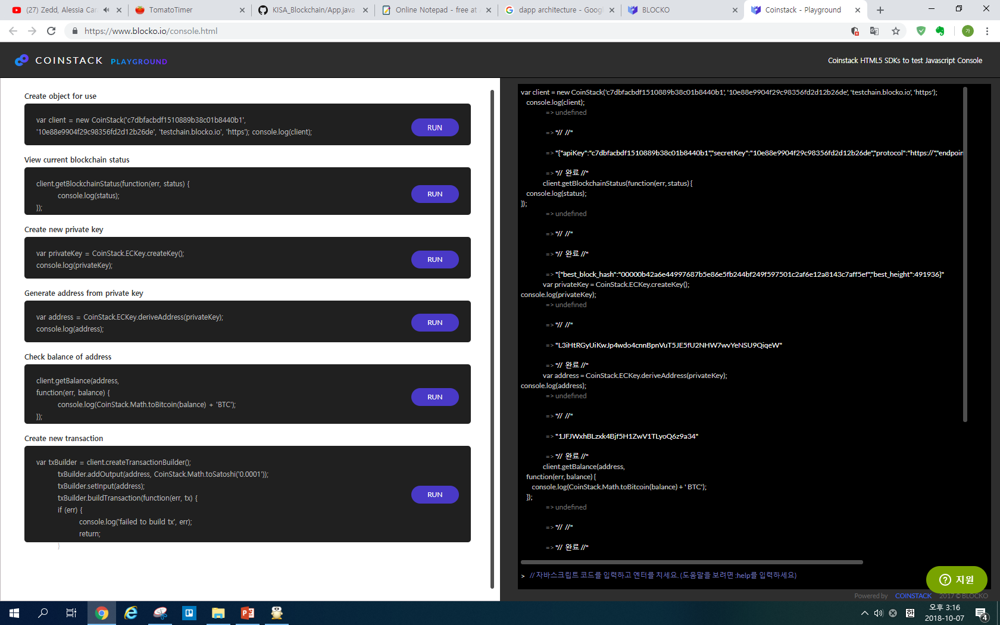 (27) Zedd, Alessia Car
TomatoTimer
KISA_Blockchain/App.java
Online Notepad - free at
dapp architecture - Googl
BLOCKO
Coinstack - Playground
https://www.blocko.io/console.html
가
COINSTACK PLAYGROUND
Coinstack HTML5 SDKs to test Javascript Console
Create object for use
var client = new CoinStack('c7dbfacbdf1510889b38c01b8440b1',
'10e88e9904f29c98356fd2d12b26de', 'testchain.blocko.io', 'https'); console.log(client);
RUN
View current blockchain status
client.getBlockchainStatus(function(err, status) {
console.log(status);
});
RUN
Create new private key
var privateKey = CoinStack.ECKey.createKey();
console.log(privateKey);
RUN
Generate address from private key
var address = CoinStack.ECKey.deriveAddress(privateKey);
console.log(address);
RUN
Check balance of address
client.getBalance(address,
function(err, balance) {
console.log(CoinStack.Math.toBitcoin(balance) + 'BTC');
});
RUN
Create new transaction
var txBuilder = client.createTransactionBuilder();
txBuilder.addOutput(address, CoinStack.Math.toSatoshi('0.0001'));
txBuilder.setInput(address);
txBuilder.buildTransaction(function(err, tx) {
if (err) {
console.log('failed to build tx', err);
return;
}
RUN
var client = new CoinStack('c7dbfacbdf1510889b38c01b8440b1', '10e88e9904f29c98356fd2d12b26de', 'testchain.blocko.io', 'https');
console.log(client);
=> undefined
=> "// //"
=> "{"apiKey":"c7dbfacbdf1510889b38c01b8440b1","secretKey":"10e88e9904f29c98356fd2d12b26de","protocol":"https://","endpoin
=> "// 완료 //"
client.getBlockchainStatus(function(err, status) {
console.log(status);
});
=> undefined
=> "// //"
=> "// 완료 //"
=> "{"best_block_hash":"00000b42a6e44997687b5e86e5fb244bf249f597501c2af6e12a8143c7aff5ef","best_height":491936}"
var privateKey = CoinStack.ECKey.createKey();
console.log(privateKey);
=> undefined
=> "// //"
=> "L3iHtRGyUiKwJp4wdo4cnnBpnVuT5JE5fU2NHW7wvYeNSU9QiqeW"
=> "// 완료 //"
var address = CoinStack.ECKey.deriveAddress(privateKey);
console.log(address);
=> undefined
=> "// //"
=> "1JFJWxhBLzxk4Bjf5H1ZwV1TLyoQ6z9a34"
=> "// 완료 //"
client.getBalance(address,
function(err, balance) {
console.log(CoinStack.Math.toBitcoin(balance) + ' BTC');
});
=> undefined
=> "// //"
=> "// 완료 //"
> // 자바스크립트 코드를 입력하고 엔터를 치세요. (도움말을 보려면 :help를 입력하세요)
지원
Powered by COINSTACK 2017 © BLOCKO
한
오후 3:16
2018-10-07
4